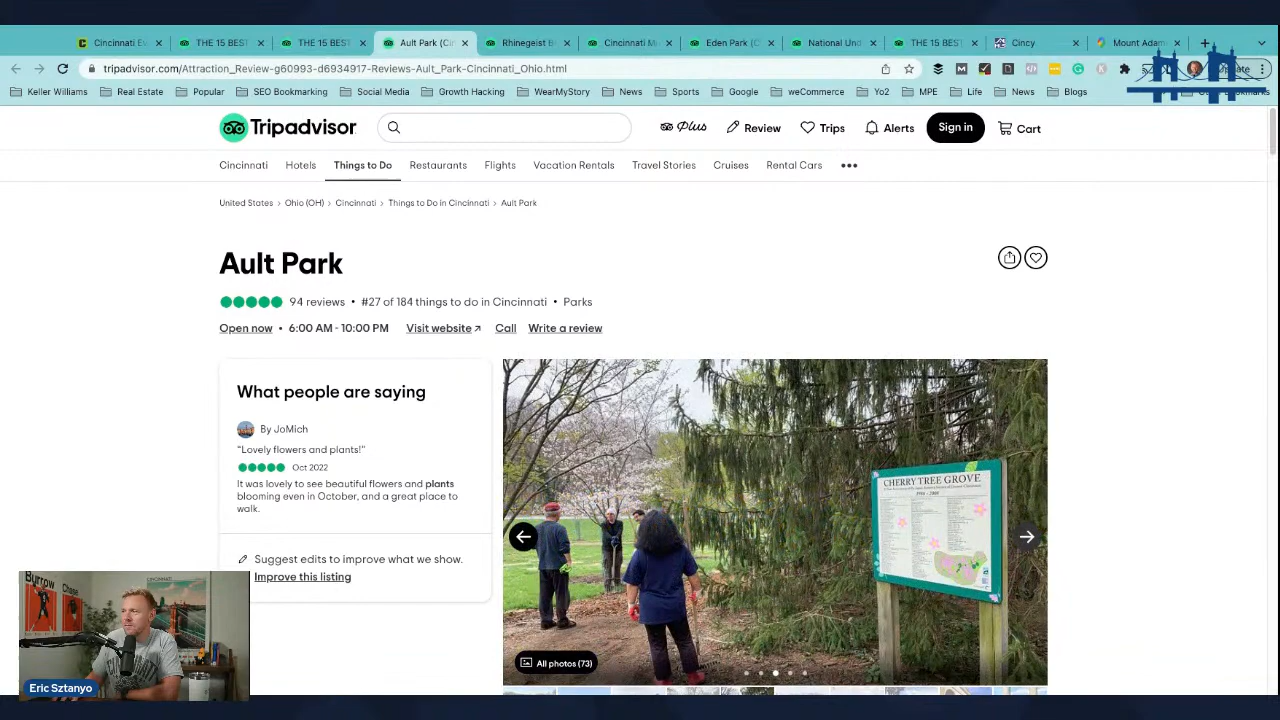 Cincinnati Ev
THE 15 BEST
THE 15 BEST
Ault Park (Cin
Rhinegeist B
Cincinnati M
Eden Park (C
National Und
THE 15 BEST
Cincy
Mount Adam
tripadvisor.com/Attraction_Review-g60993-d6934917-Reviews-Ault_Park-Cincinnati_Ohio.html
Keller Williams
Real Estate
Popular
SEO Bookmarking
Social Media
Growth Hacking
WearMyStory
News
Sports
Google
weCommerce
Yo2
MPE
Life
News
Blogs
Tripadvisor
Plus
Review
Trips
Alerts
Sign in
Cart
Cincinnati
Hotels
Things to Do
Restaurants
Flights
Vacation Rentals
Travel Stories
Cruises
Rental Cars
United States > Ohio (OH) > Cincinnati > Things to Do in Cincinnati > Ault Park
Ault Park
94 reviews • #27 of 184 things to do in Cincinnati • Parks
Open now • 6:00 AM - 10:00 PM Visit website Call Write a review
What people are saying
By JoMich
"Lovely flowers and plants!"
Oct 2022
It was lovely to see beautiful flowers and plants
blooming even in October, and a great place to
walk.
Suggest edits to improve what we show.
Improve this listing
CHERRY TREE GROVE
All photos (73)
Burrow
Chase
CINCINNATI
Eric Sztanyo